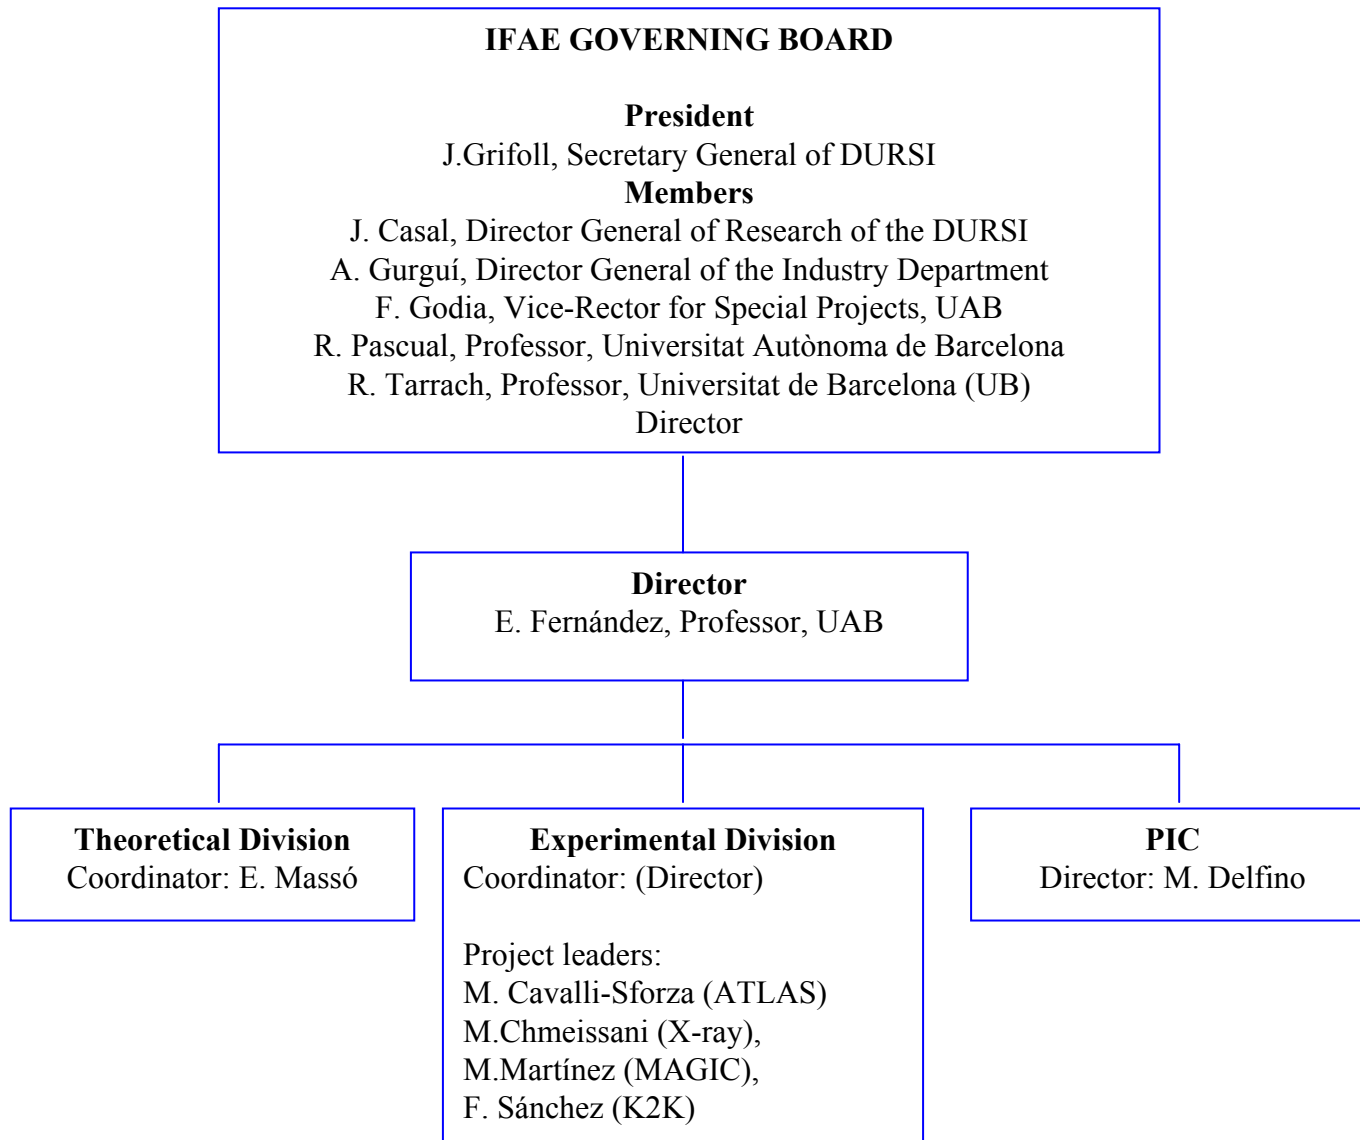 IFAE GOVERNING BOARD
President
J.Grifoll, Secretary General of DURSI
Members
J. Casal, Director General of Research of the DURSI
A. Gurguí, Director General of the Industry Department
F. Godia, Vice-Rector for Special Projects, UAB
R. Pascual, Professor, Universitat Autònoma de Barcelona
R. Tarrach, Professor, Universitat de Barcelona (UB)
Director
Director
E. Fernández, Professor, UAB
Theoretical Division
Coordinator: E. Massó
Experimental Division
Coordinator: (Director)
Project leaders:
M. Cavalli-Sforza (ATLAS)
M.Chmeissani (X-ray),
M.Martínez (MAGIC),
F. Sánchez (K2K)
PIC
Director: M. Delfino